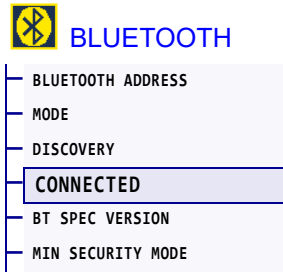 BLUETOOTH
BLUETOOTH ADDRESS
MODE
DISCOVERY
CONNECTED
BT SPEC VERSION
MIN SECURITY MODE